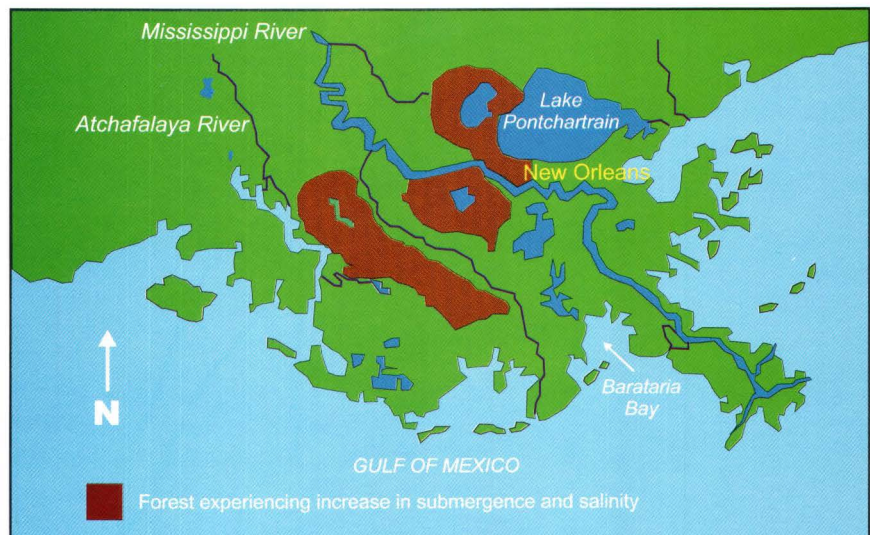 Mississippi River
Atchafalaya River
Lake
Pontchartrain
New Orleans
Barataria
Bay
N
GULF OF MEXICO
Forest experiencing increase in submergence and salinity